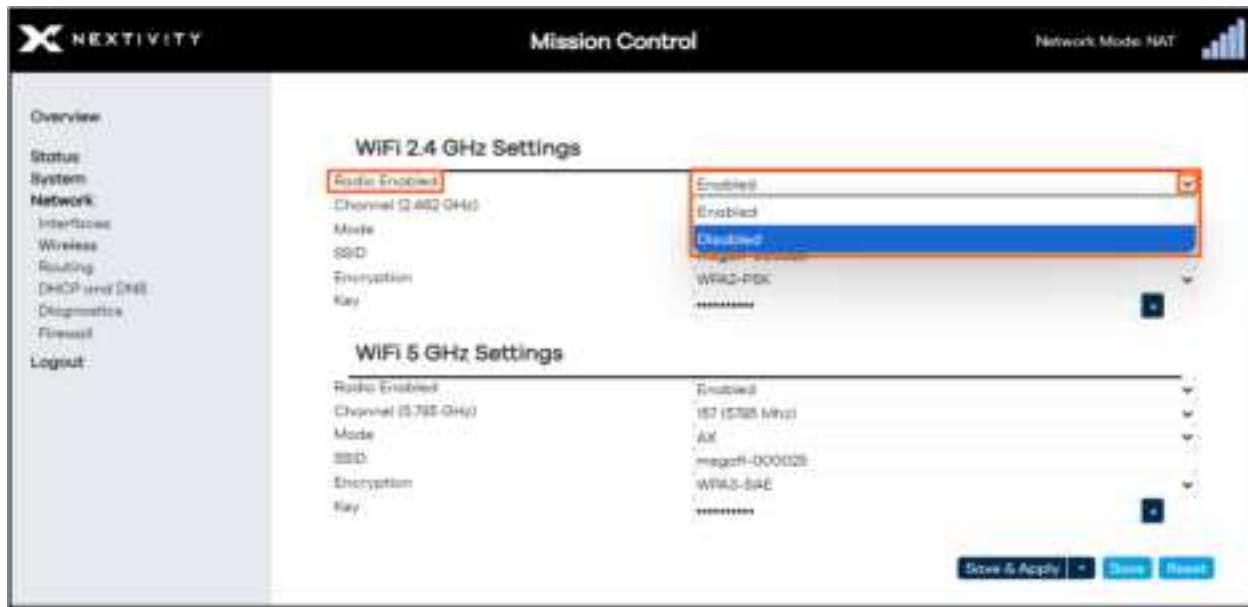 NEXTIVITY
Mission Control
Network Mode: NAT
Overview
Status
System
Network
Interfaces
Wireless
Routing
DHCP and DNS
Diagnostics
Firewall
Logout
WiFi 2.4 GHz Settings
Radio Enabled Enabled
Channel (2.462 GHz) Enabled
Mode Disabled
SSID
Encryption WPA2-PSK
Key ***********
WiFi 5 GHz Settings
Radio Enabled Enabled
Channel (5.785 GHz) 157 (5785 Mhz)
Mode AX
SSID megafi-000025
Encryption WPA3-SAE
Key ***********
Save & Apply Save Reset